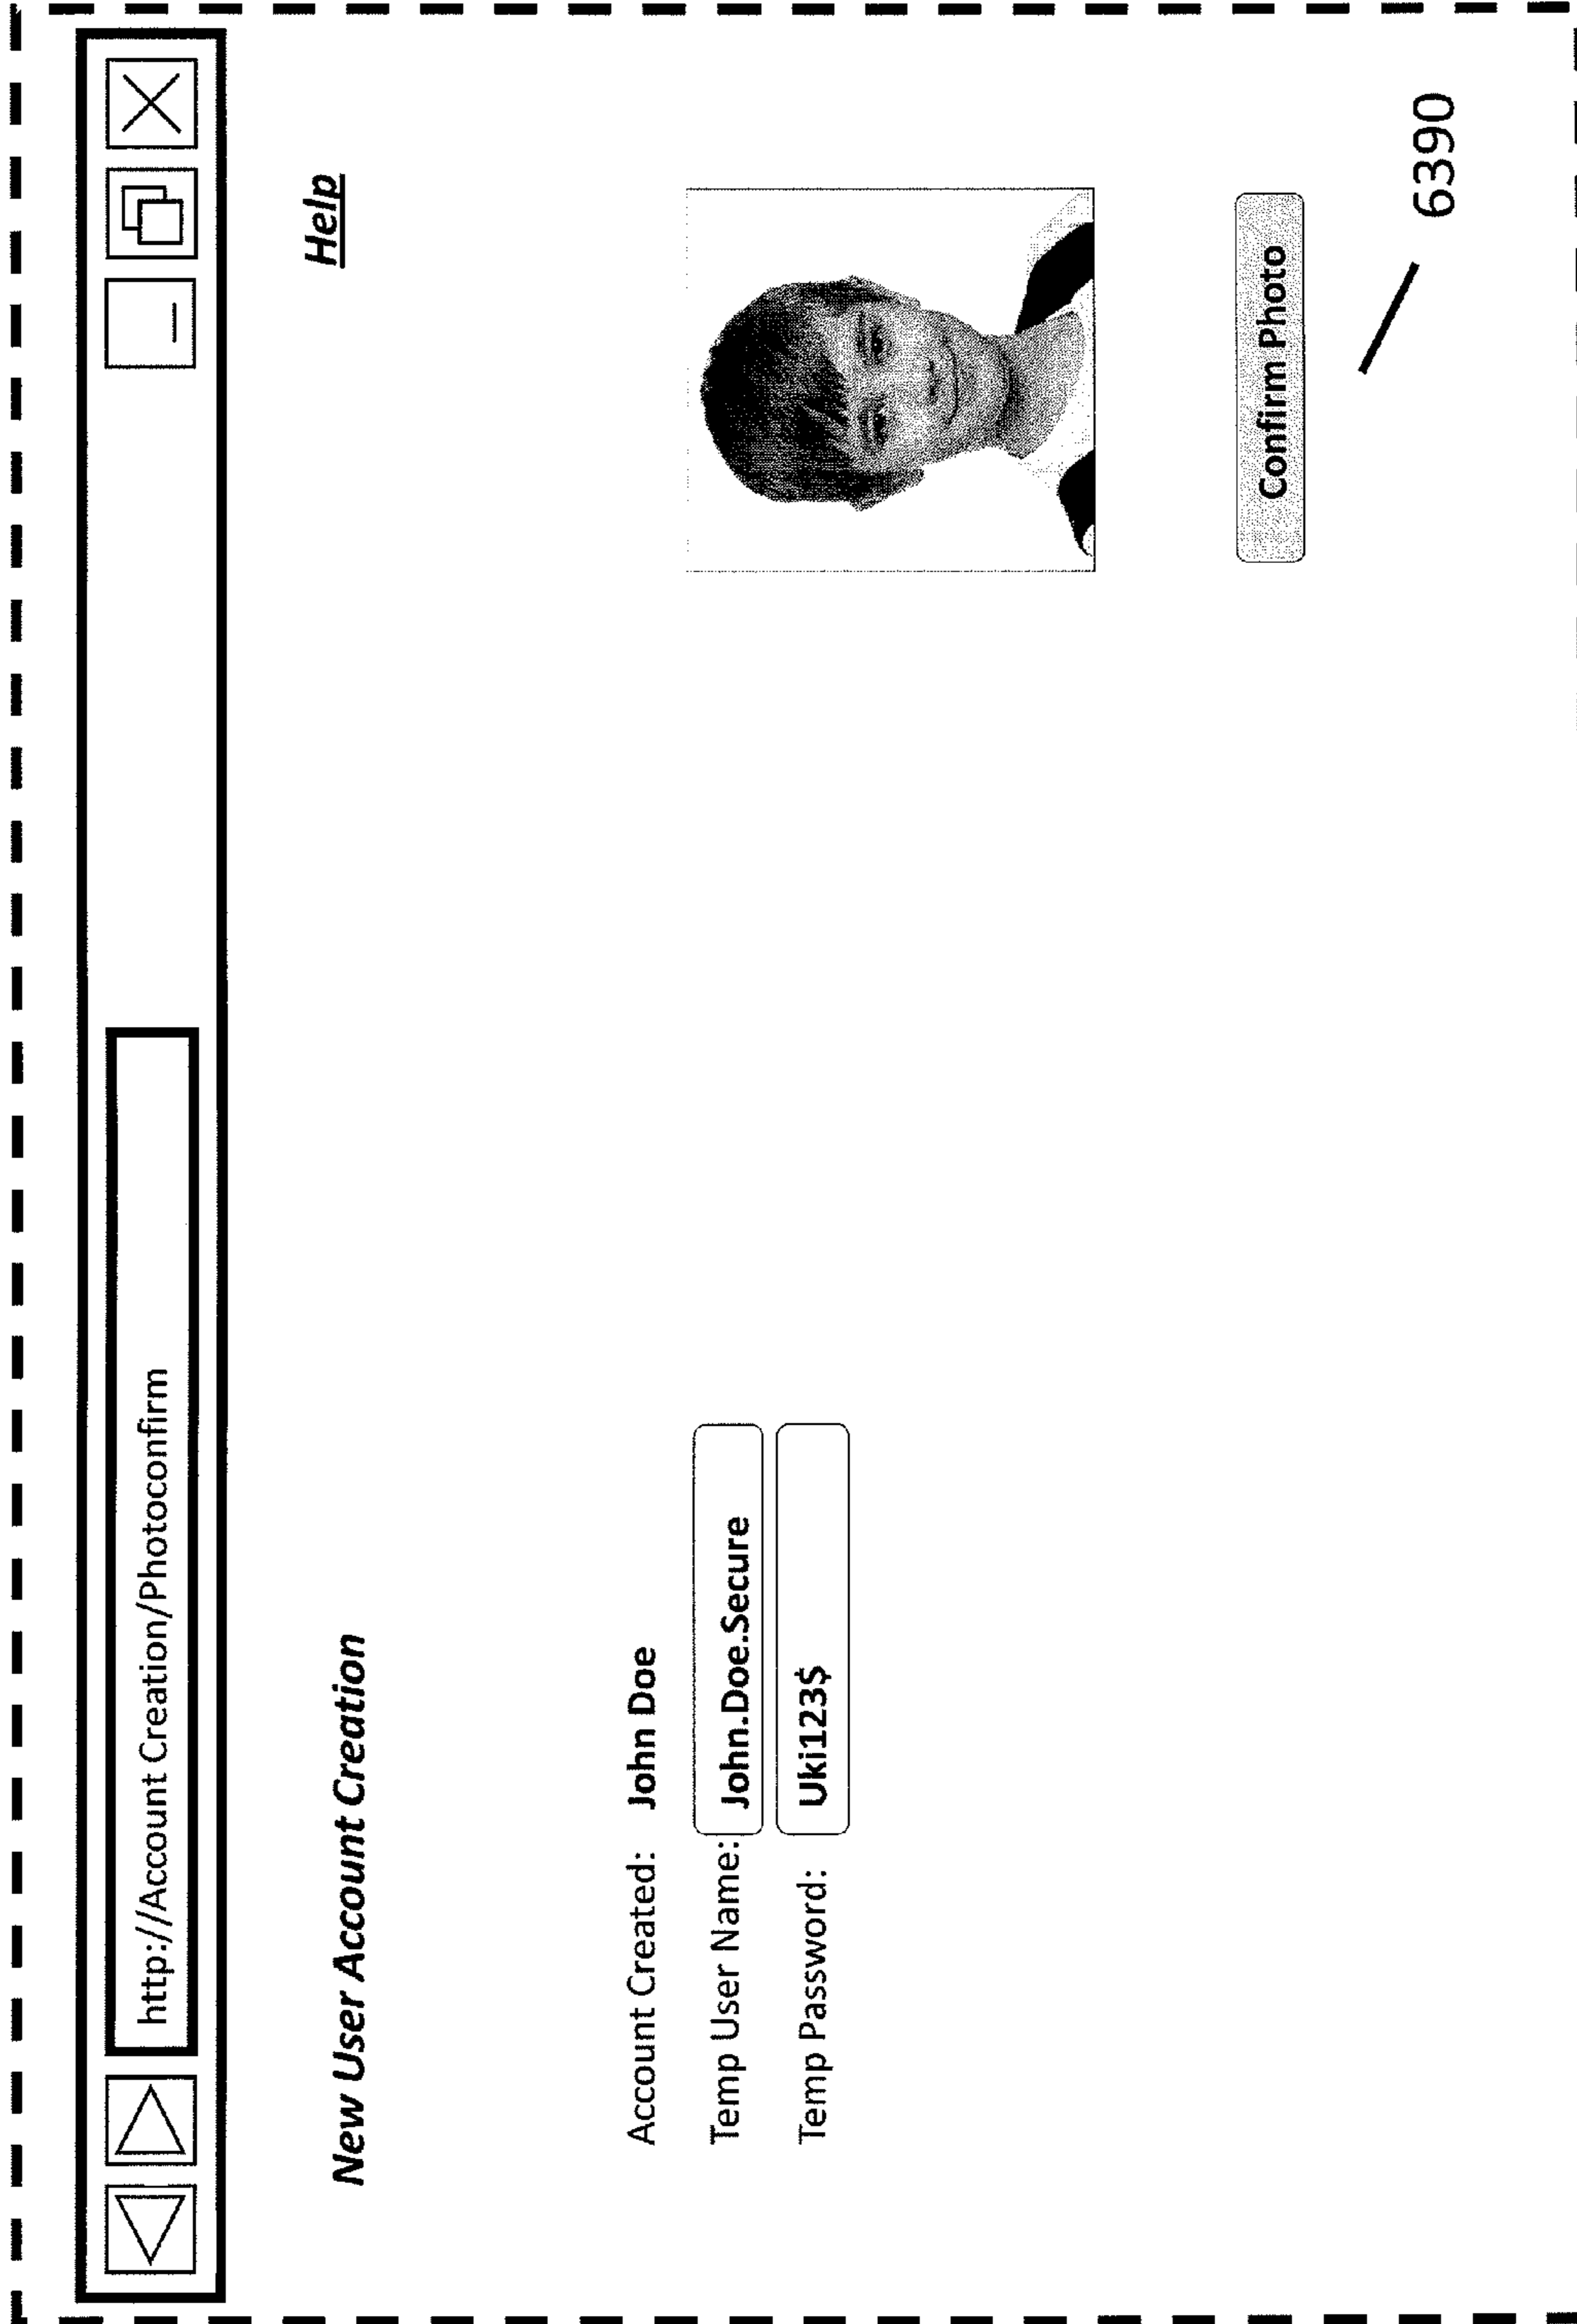 http://Account Creation/Photoconfirm
Help
New User Account Creation
Account Created: John Doe
Temp User Name: John.Doe.Secure
Temp Password: Uki123$
Confirm Photo
6390